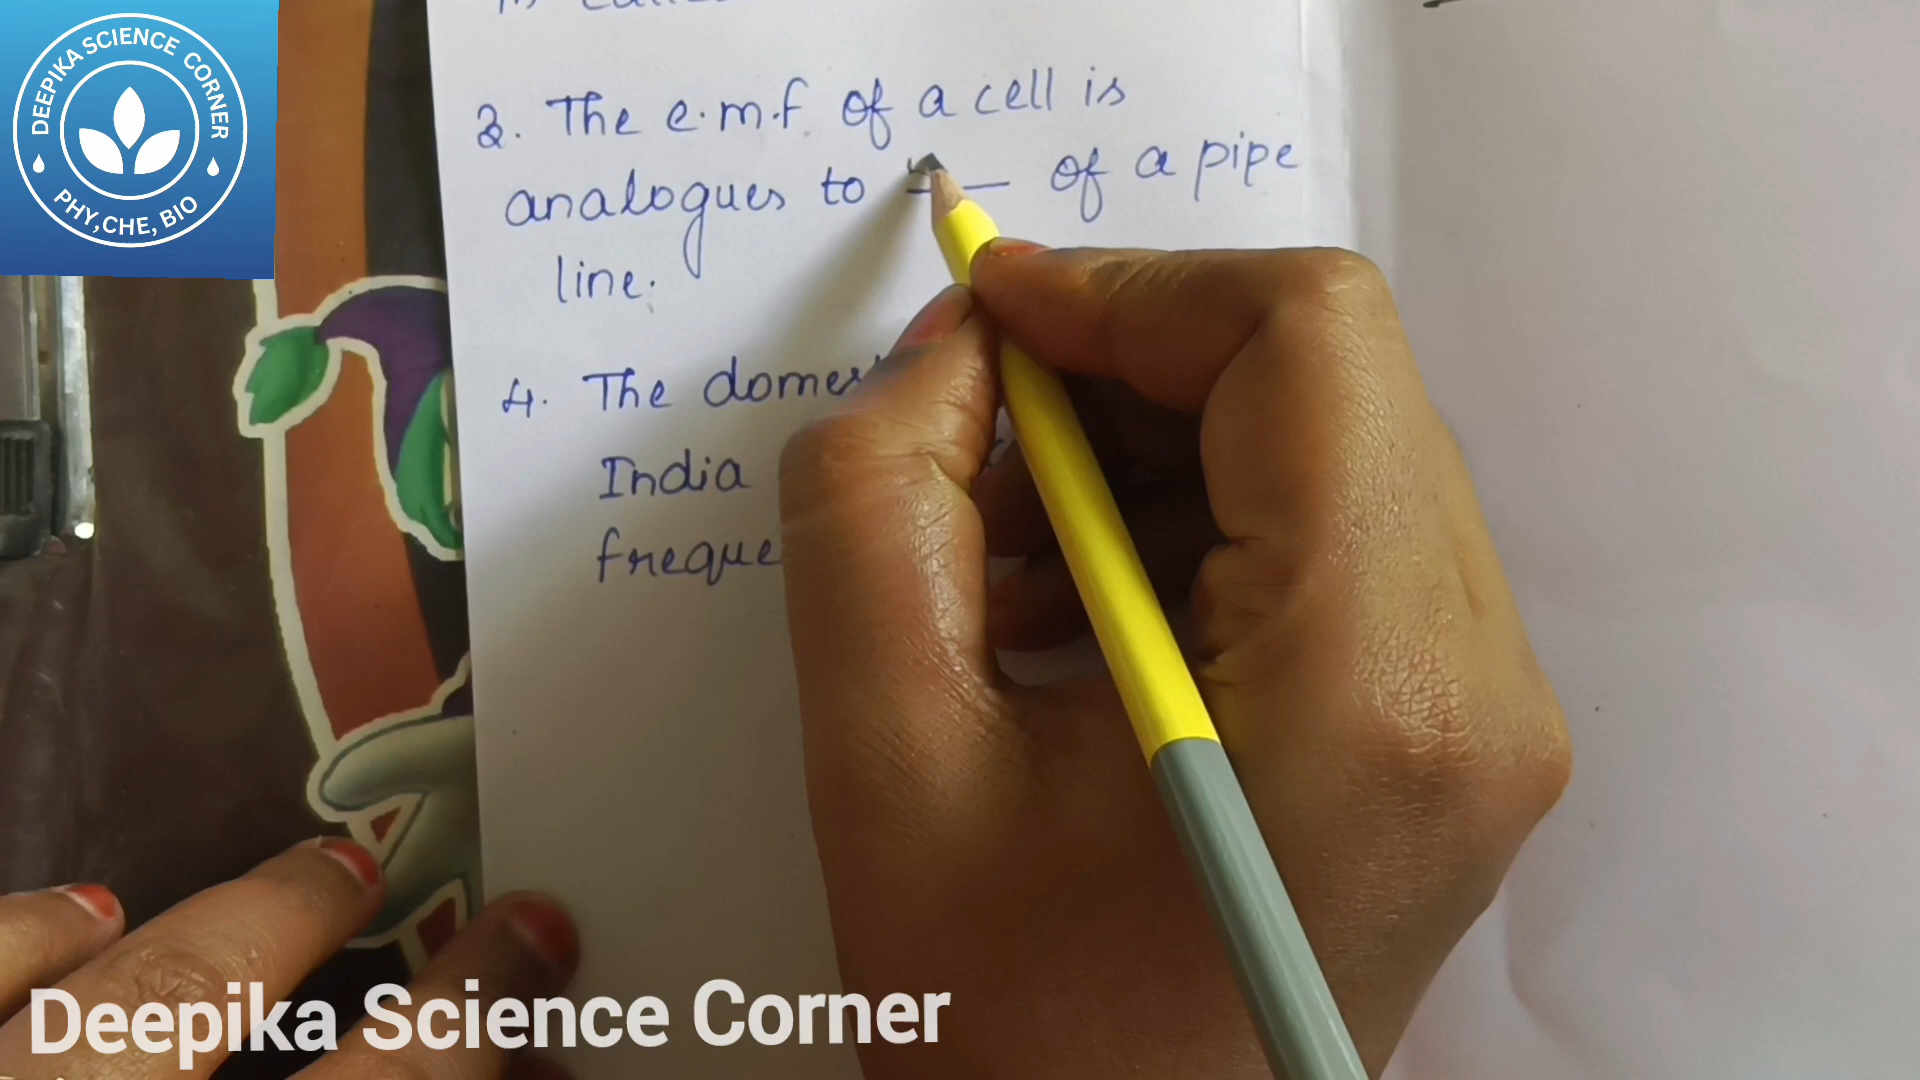 DEEPIKA SCIENCE CORNER
PHY,CHE, BIO
3. The e.m.f of a cell is
analogues to __ of a pipe
line.
4. The
India
freque
Deepika Science Corner